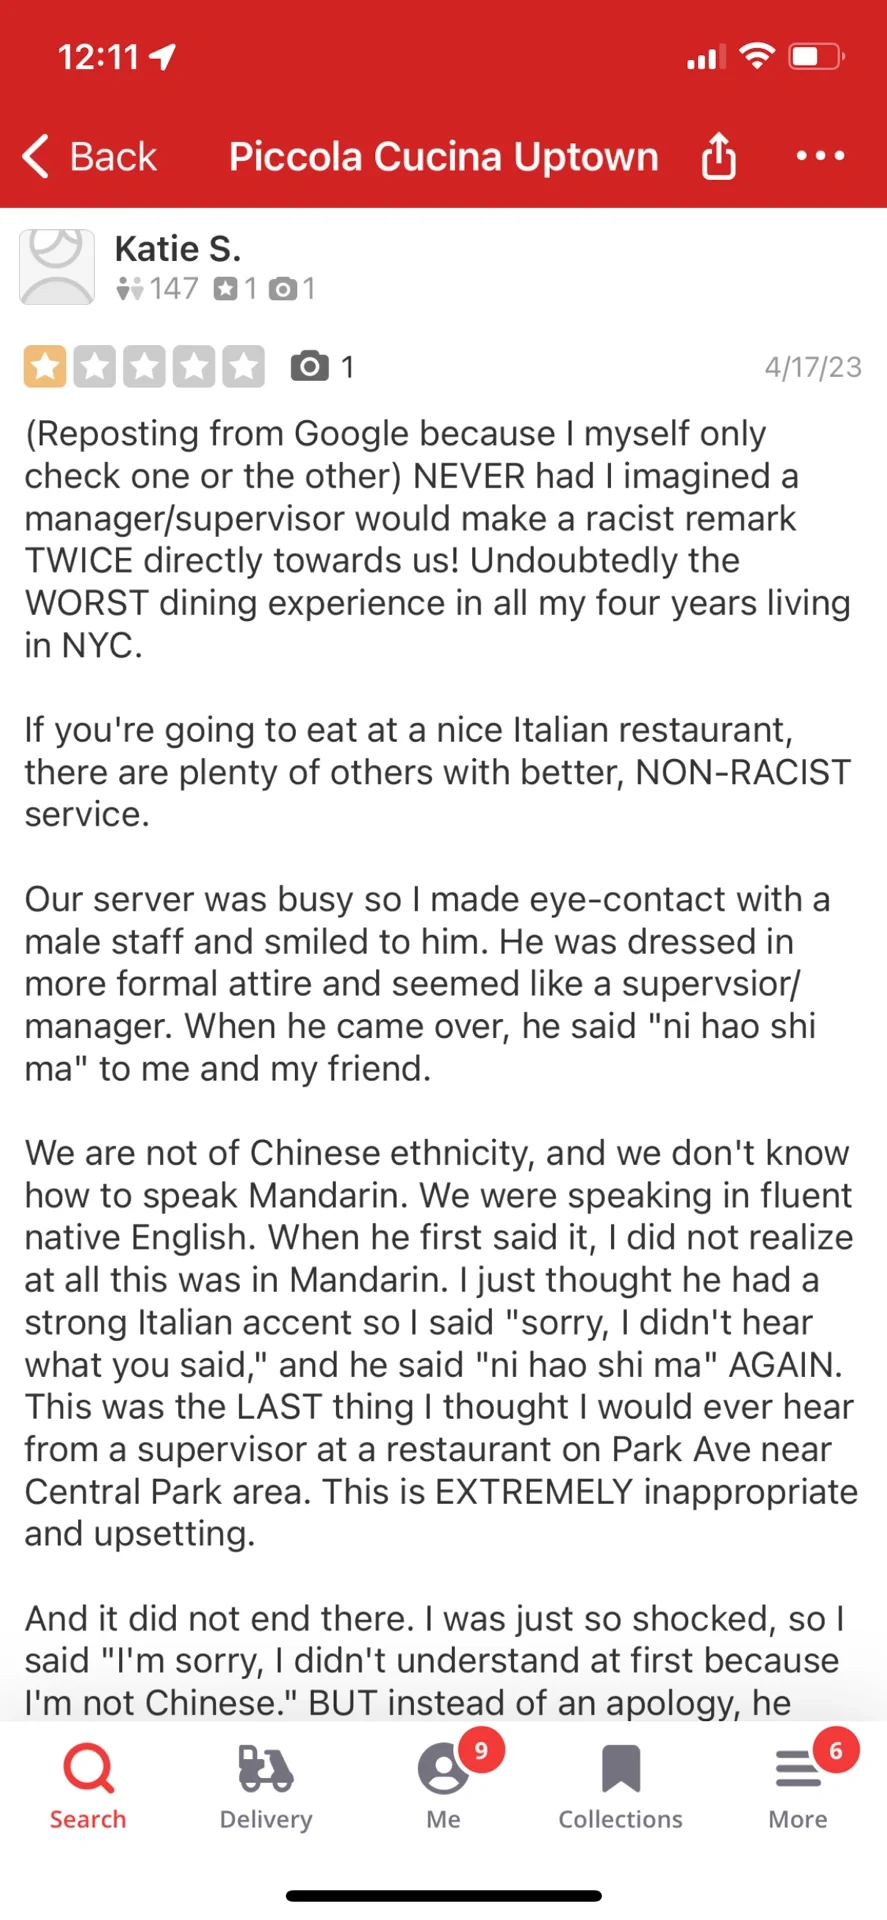 12:11
Back Piccola Cucina Uptown
Katie S.
147 1 1
1 4/17/23
(Reposting from Google because I myself only
check one or the other) NEVER had I imagined a
manager/supervisor would make a racist remark
TWICE directly towards us! Undoubtedly the
WORST dining experience in all my four years living
in NYC.
If you're going to eat at a nice Italian restaurant,
there are plenty of others with better, NON-RACIST
service.
Our server was busy so I made eye-contact with a
male staff and smiled to him. He was dressed in
more formal attire and seemed like a supervsior/
manager. When he came over, he said "ni hao shi
ma" to me and my friend.
We are not of Chinese ethnicity, and we don't know
how to speak Mandarin. We were speaking in fluent
native English. When he first said it, I did not realize
at all this was in Mandarin. I just thought he had a
strong Italian accent so I said "sorry, I didn't hear
what you said," and he said "ni hao shi ma" AGAIN.
This was the LAST thing I thought I would ever hear
from a supervisor at a restaurant on Park Ave near
Central Park area. This is EXTREMELY inappropriate
and upsetting.
And it did not end there. I was just so shocked, so I
said "I'm sorry, I didn't understand at first because
I'm not Chinese." BUT instead of an apology, he
9 6
Search Delivery Me Collections More